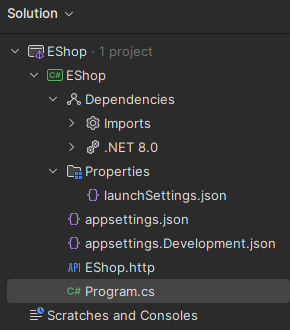 Solution
EShop · 1 project
C# EShop
Dependencies
Imports
.NET 8.0
Properties
{} launchSettings.json
{} appsettings.json
{} appsettings.Development.json
API EShop.http
C# Program.cs
Scratches and Consoles